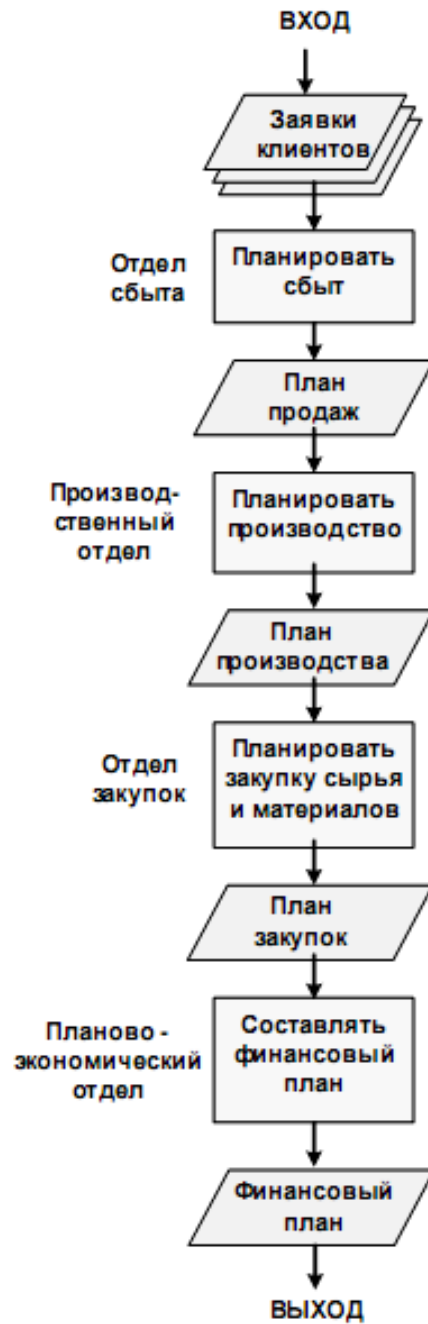 ВХОД
Заявки
клиентов
Отдел
сбыта
Планировать
сбыт
План
продаж
Производ-
ственный
отдел
Планировать
производство
План
производства
Отдел
закупок
Планировать
закупку сырья
и материалов
План
закупок
Планово -
экономический
отдел
Составлять
финансовый
план
Финансовый
план
ВЫХОД